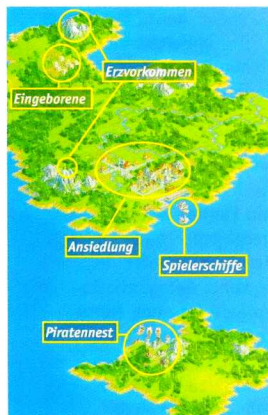 Erzvorkommen
Eingeborene
Ansiedlung
Spielerschiffe
Piratennest